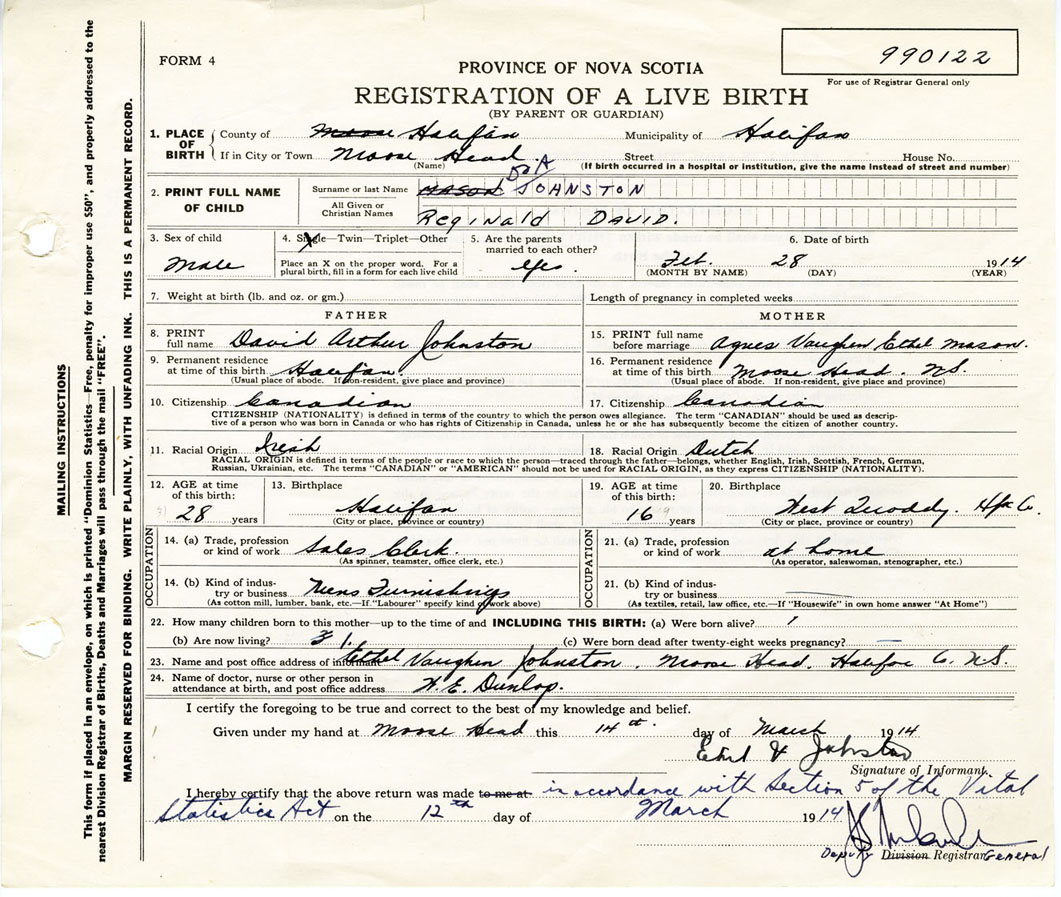 FORM 4
990122
For use of Registrar General only
PROVINCE OF NOVA SCOTIA
REGISTRATION OF A LIVE BIRTH
(BY PARENT OR GUARDIAN)
1. PLACE OF BIRTH { County of Moose Halifax Municipality of Halifax
If in City or Town Moose Head. Street House No.
(Name) (If birth occurred in a hospital or institution, give the name instead of street and number)
2. PRINT FULL NAME OF CHILD
Surname or last Name MASON JOHNSTON
All Given or Christian Names Reginald DAVID.
3. Sex of child Male
4. Single—Twin—Triplet—Other X
Place an X on the proper word. For a plural birth, fill in a form for each live child
5. Are the parents married to each other? Yes.
6. Date of birth
Feb. 28 1914
(MONTH BY NAME) (DAY) (YEAR)
7. Weight at birth (lb. and oz. or gm.) Length of pregnancy in completed weeks
FATHER
8. PRINT full name David Arthur Johnston
9. Permanent residence at time of this birth. Halifax.
(Usual place of abode. If non-resident, give place and province)
10. Citizenship Canadian
MOTHER
15. PRINT full name before marriage Agnes Vaughen Ethel Mason.
16. Permanent residence at time of this birth. Moose Head. N.S.
(Usual place of abode. If non-resident, give place and province)
17. Citizenship Canadian
CITIZENSHIP (NATIONALITY) is defined in terms of the country to which the person owes allegiance. The term "CANADIAN" should be used as descrip-
tive of a person who was born in Canada or who has rights of Citizenship in Canada, unless he or she has subsequently become the citizen of another country.
11. Racial Origin Irish 18. Racial Origin Dutch
RACIAL ORIGIN is defined in terms of the people or race to which the person—traced through the father—belongs, whether English, Irish, Scottish, French, German,
Russian, Ukrainian, etc. The terms "CANADIAN" or "AMERICAN" should not be used for RACIAL ORIGIN, as they express CITIZENSHIP (NATIONALITY).
12. AGE at time of this birth: 28 years
13. Birthplace Halifax
(City or place, province or country)
19. AGE at time of this birth: 16 years
20. Birthplace West Quoddy. Hfx Co.
(City or place, province or country)
OCCUPATION
14. (a) Trade, profession or kind of work Sales Clerk.
(As spinner, teamster, office clerk, etc.)
14. (b) Kind of indus-
try or business Mens Furnishings
(As cotton mill, lumber, bank, etc.—If "Labourer" specify kind of work above)
OCCUPATION
21. (a) Trade, profession or kind of work at home
(As operator, saleswoman, stenographer, etc.)
21. (b) Kind of indus-
try or business
(As textiles, retail, law office, etc.—If "Housewife" in own home answer "At Home")
22. How many children born to this mother—up to the time of and INCLUDING THIS BIRTH: (a) Were born alive? 1
(b) Are now living? 3 1. (c) Were born dead after twenty-eight weeks pregnancy? —
23. Name and post office address of informant Ethel Vaughen Johnston. Moose Head. Halifax Co. N.S.
24. Name of doctor, nurse or other person in
attendance at birth, and post office address W. E. Dunlop.
I certify the foregoing to be true and correct to the best of my knowledge and belief.
Given under my hand at Moose Head this 14th. day of March 1914
Ethel V Johnston
Signature of Informant.
I hereby certify that the above return was made to me at in accordance with Section 5 of the Vital
Statistics Act on the 12th day of March 1914
Deputy Division Registrar General
MAILING INSTRUCTIONS
This form if placed in an envelope, on which is printed "Dominion Statistics—Free, penalty for improper use $50", and properly addressed to the
nearest Division Registrar of Births, Deaths and Marriages will pass through the mail "FREE".
MARGIN RESERVED FOR BINDING. WRITE PLAINLY, WITH UNFADING INK. THIS IS A PERMANENT RECORD.